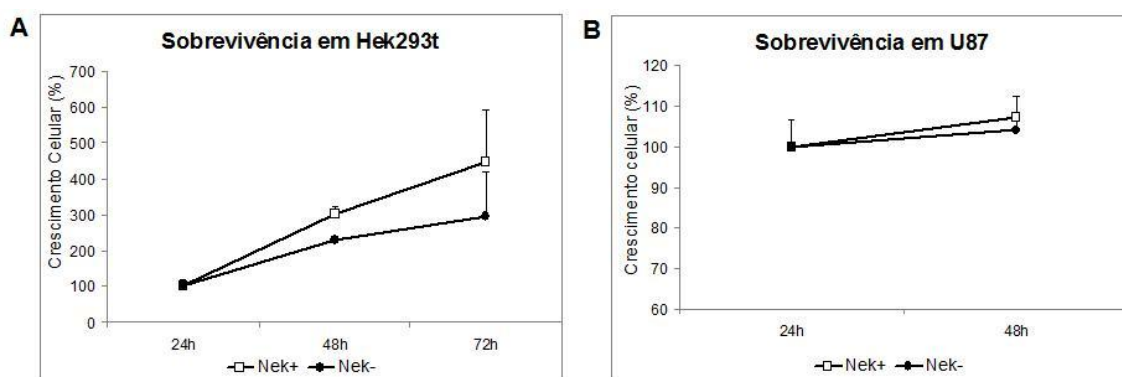 A
Sobrevivência em Hek293t
Crescimento Celular (%)
700
600
500
400
300
200
100
0
24h
48h
72h
Nek+
Nek-
B
Sobrevivência em U87
Crescimento celular (%)
120
110
100
90
80
70
60
24h
48h
Nek+
Nek-